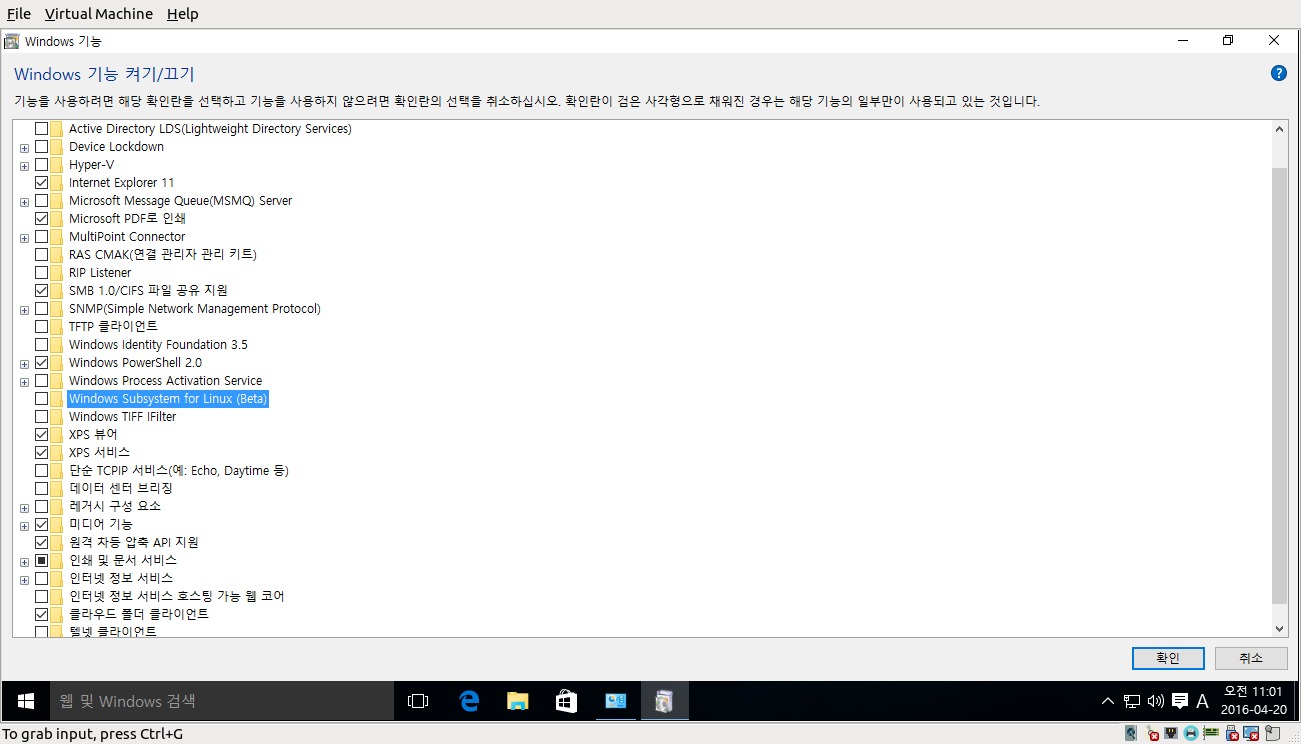 File Virtual Machine Help
Windows 기능
Windows 기능 켜기/끄기
기능을 사용하려면 해당 확인란을 선택하고 기능을 사용하지 않으려면 확인란의 선택을 취소하십시오. 확인란이 검은 사각형으로 채워진 경우는 해당 기능의 일부만이 사용되고 있는 것입니다.
Active Directory LDS(Lightweight Directory Services)
Device Lockdown
Hyper-V
Internet Explorer 11
Microsoft Message Queue(MSMQ) Server
Microsoft PDF로 인쇄
MultiPoint Connector
RAS CMAK(연결 관리자 관리 키트)
RIP Listener
SMB 1.0/CIFS 파일 공유 지원
SNMP(Simple Network Management Protocol)
TFTP 클라이언트
Windows Identity Foundation 3.5
Windows PowerShell 2.0
Windows Process Activation Service
Windows Subsystem for Linux (Beta)
Windows TIFF IFilter
XPS 뷰어
XPS 서비스
단순 TCPIP 서비스(예: Echo, Daytime 등)
데이터 센터 브리징
레거시 구성 요소
미디어 기능
원격 차등 압축 API 지원
인쇄 및 문서 서비스
인터넷 정보 서비스
인터넷 정보 서비스 호스팅 가능 웹 코어
클라우드 폴더 클라이언트
텔넷 클라이언트
확인 취소
웹 및 Windows 검색
A
오전 11:01
2016-04-20
To grab input, press Ctrl+G